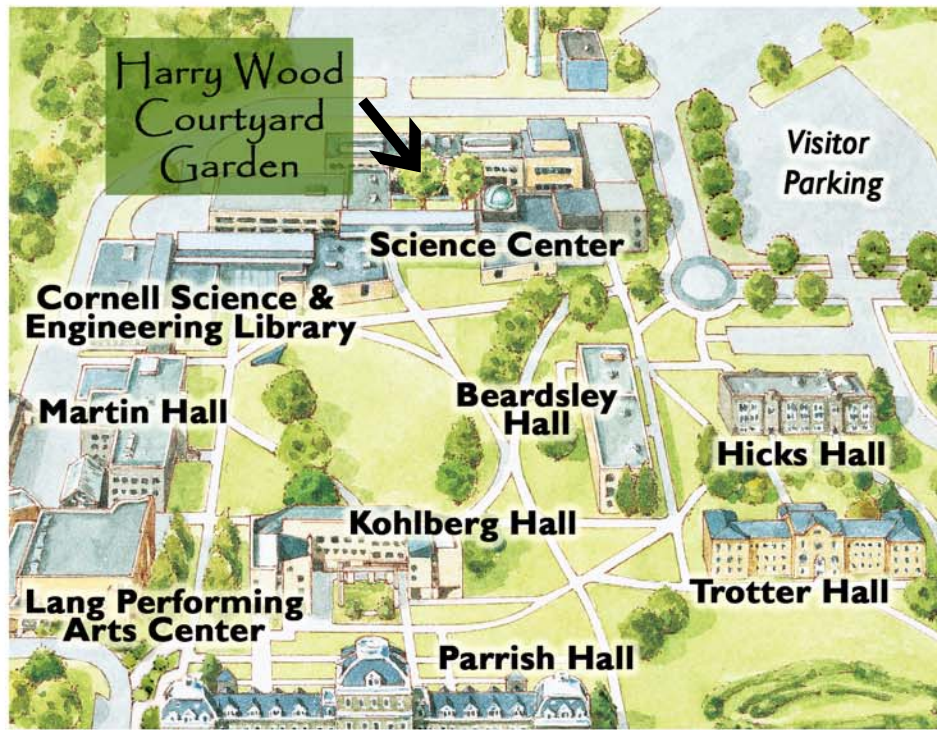 Harry Wood
Courtyard
Garden
Visitor
Parking
Science Center
Cornell Science &
Engineering Library
Martin Hall
Beardsley
Hall
Hicks Hall
Kohlberg Hall
Trotter Hall
Lang Performing
Arts Center
Parrish Hall